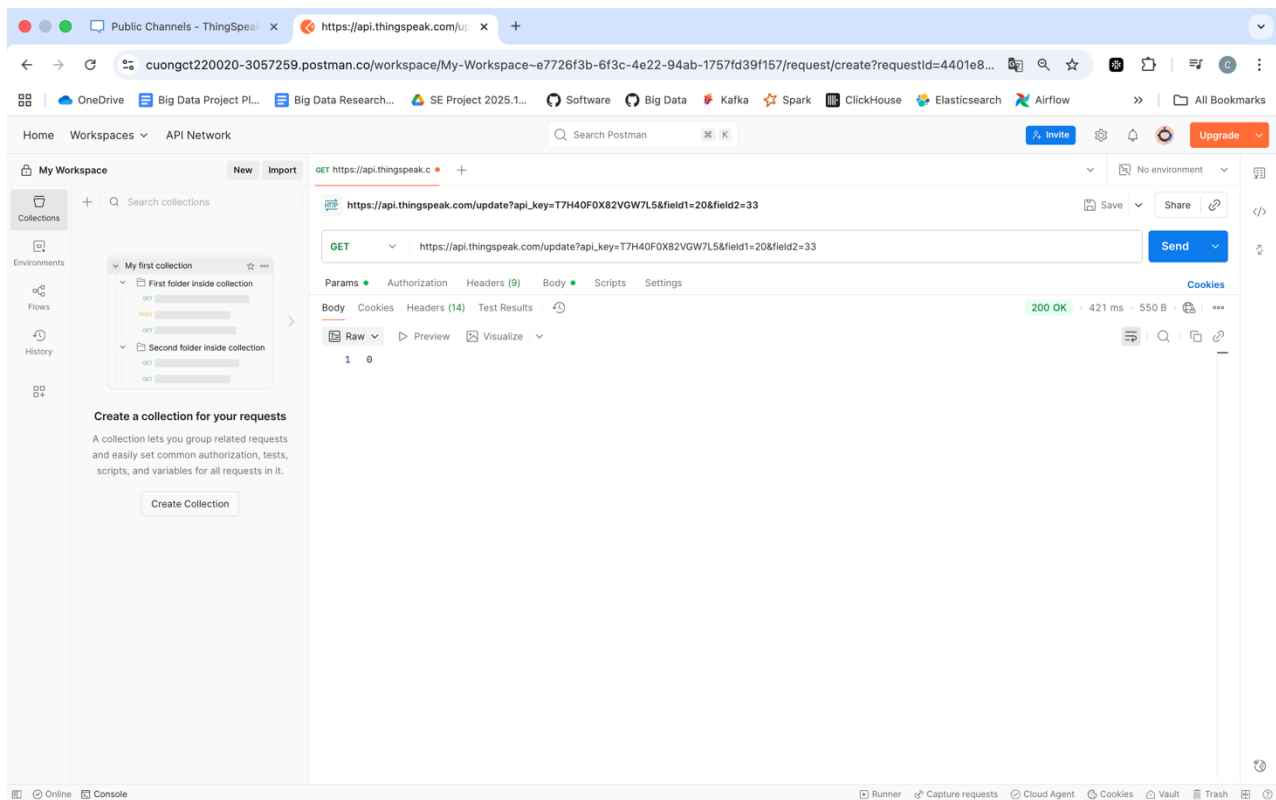 Public Channels - ThingSpeak
https://api.thingspeak.com/up
cuongct220020-3057259.postman.co/workspace/My-Workspace~e7726f3b-6f3c-4e22-94ab-1757fd39f157/request/create?requestId=4401e8...
OneDrive Big Data Project Pl... Big Data Research... SE Project 2025.1... Software Big Data Kafka Spark ClickHouse Elasticsearch Airflow » All Bookmarks
Home Workspaces API Network Search Postman ⌘ K Invite Upgrade
My Workspace New Import GET https://api.thingspeak.c No environment
Collections
Search collections
https://api.thingspeak.com/update?api_key=T7H40F0X82VGW7L5&field1=20&field2=33 Save Share
GET https://api.thingspeak.com/update?api_key=T7H40F0X82VGW7L5&field1=20&field2=33 Send
Environments
Flows
History
My first collection
First folder inside collection
GET
POST
GET
Second folder inside collection
GET
GET
Create a collection for your requests
A collection lets you group related requests
and easily set common authorization, tests,
scripts, and variables for all requests in it.
Create Collection
Params Authorization Headers (9) Body Scripts Settings Cookies
Body Cookies Headers (14) Test Results 200 OK 421 ms 550 B
Raw Preview Visualize
1 0
Online Console Runner Capture requests Cloud Agent Cookies Vault Trash